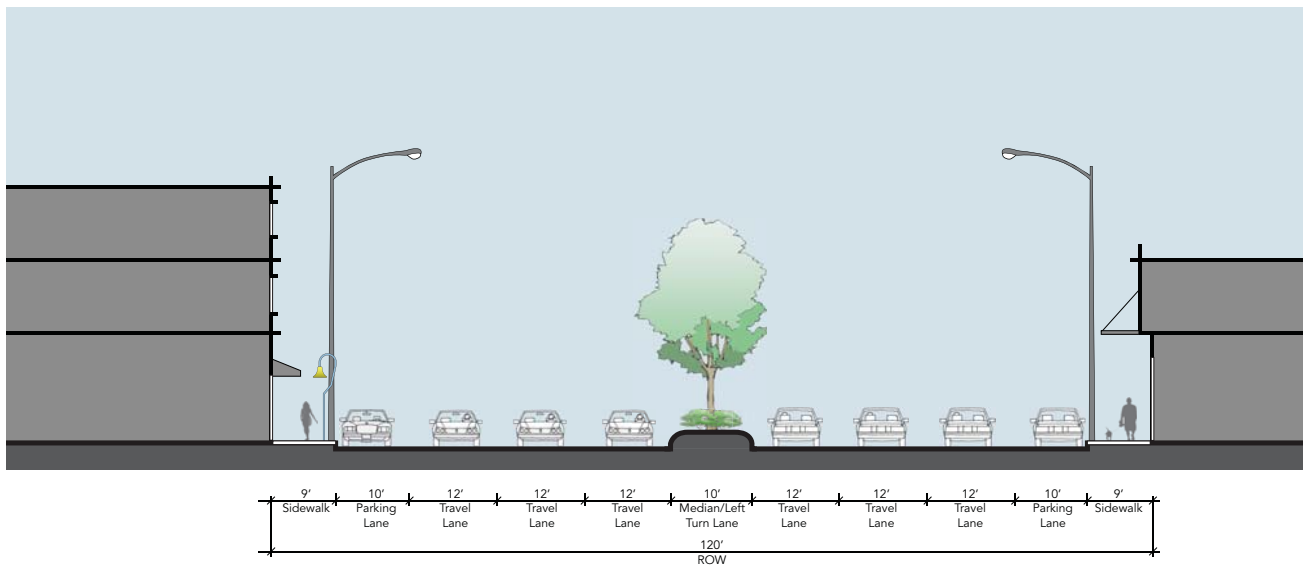 9’ 10’ 12’ 12’ 12’ 10’ 12’ 12’ 12’ 10’ 9’
Sidewalk Parking Travel Travel Travel Median/Left Travel Travel Travel Parking Sidewalk
Lane Lane Lane Lane Turn Lane Lane Lane Lane Lane
120’
ROW